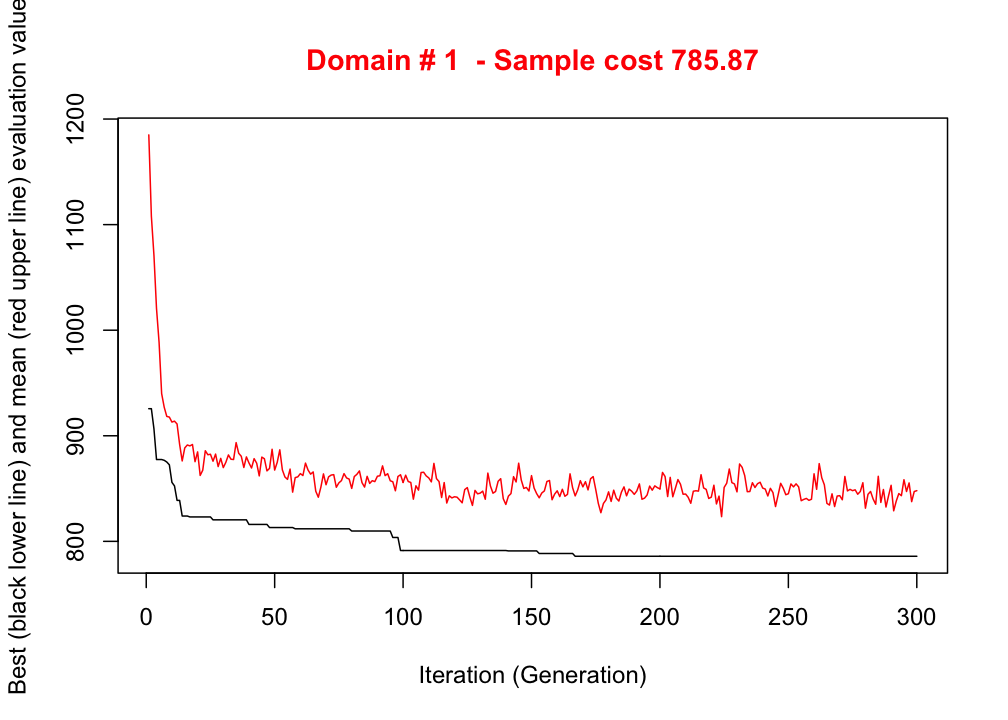 Domain # 1  - Sample cost 785.87
Best (black lower line) and mean (red upper line) evaluation value
1200
1100
1000
900
800
0 50 100 150 200 250 300
Iteration (Generation)